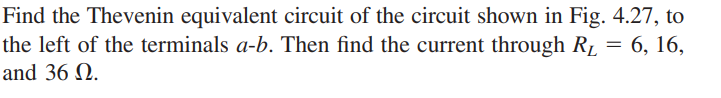 Find the Thevenin equivalent circuit of the circuit shown in Fig. 4.27, to
the left of the terminals a-b. Then find the current through R_L = 6, 16,
and 36 Ω.